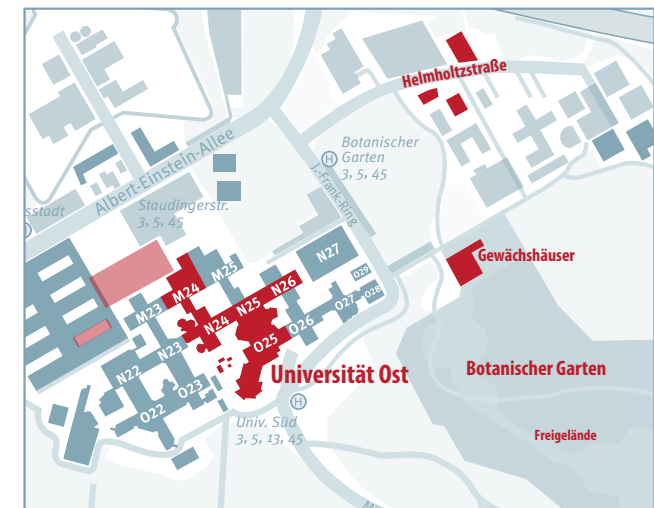 Helmholtzstraße
Botanischer
Garten
3, 5, 45
Albert-Einstein-Allee
J.-Frank-Ring
sstadt
Staudingerstr.
3, 5, 45
H
H
N27
M25
O29
Gewächshäuser
M24
N26
O28
N25
O27
M23
N24
O26
O25
N23
N22
Universität Ost
Botanischer Garten
O23
O22
H
Univ. Süd
3, 5, 13, 45
Freigelände